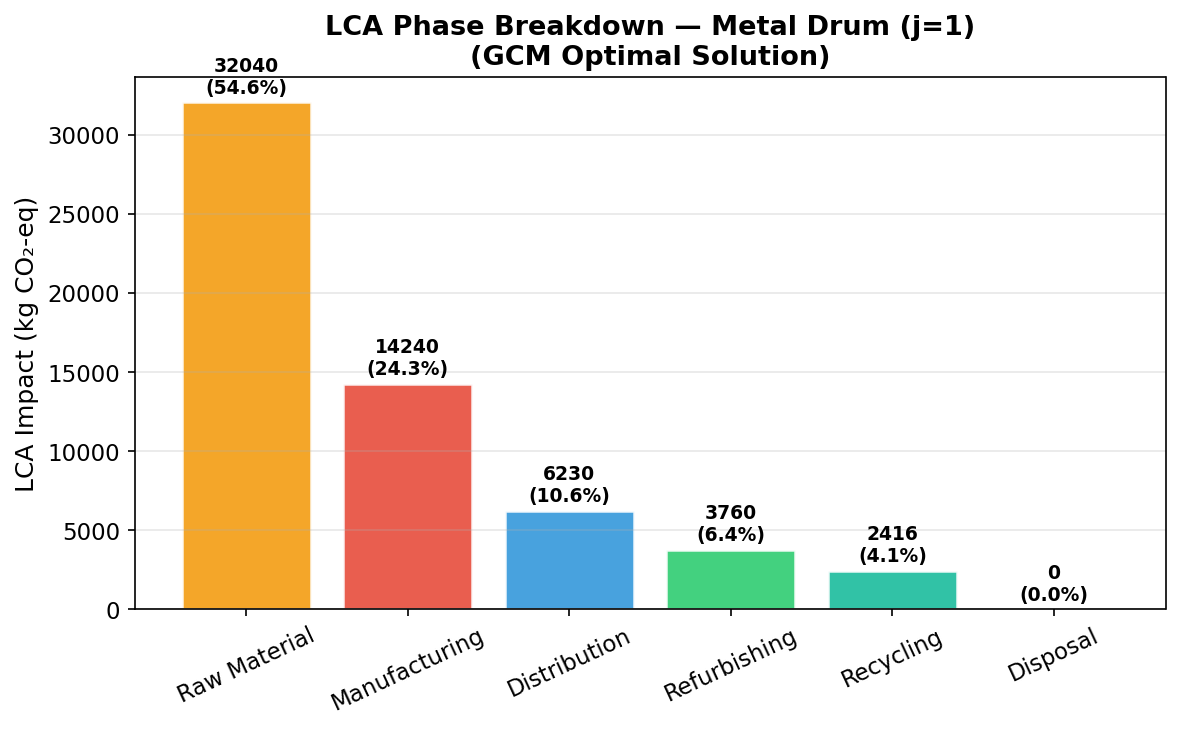 LCA Phase Breakdown — Metal Drum (j=1)
(GCM Optimal Solution)
LCA Impact (kg CO₂-eq)
30000
25000
20000
15000
10000
5000
0
32040
(54.6%)
14240
(24.3%)
6230
(10.6%)
3760
(6.4%)
2416
(4.1%)
0
(0.0%)
Raw Material
Manufacturing
Distribution
Refurbishing
Recycling
Disposal